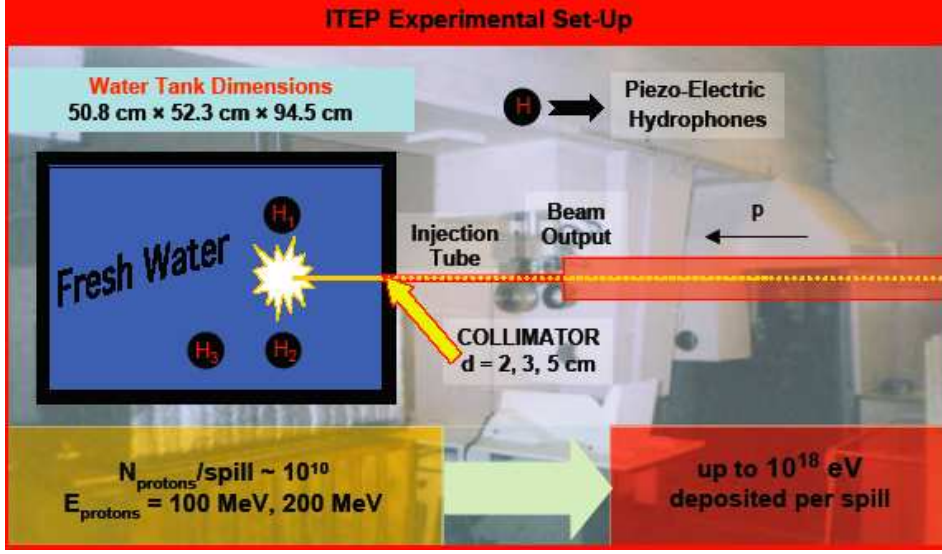 ITEP Experimental Set-Up
Water Tank Dimensions
50.8 cm × 52.3 cm × 94.5 cm
H
Piezo-Electric
Hydrophones
H₁
Fresh Water
H₃
H₂
Injection
Tube
Beam
Output
p
COLLIMATOR
d = 2, 3, 5 cm
Nprotons/spill ~ 10¹⁰
Eprotons = 100 MeV, 200 MeV
up to 10¹⁸ eV
deposited per spill